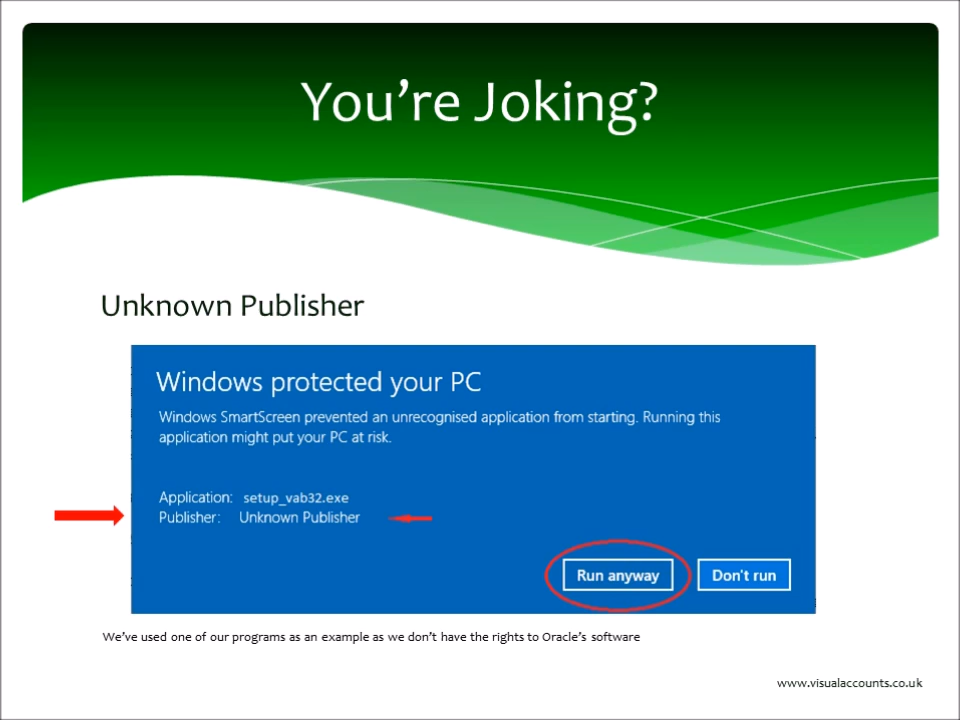 You're Joking?
Unknown Publisher
Windows protected your PC
Windows SmartScreen prevented an unrecognised application from starting. Running this
application might put your PC at risk.
Application: setup_vab32.exe
Publisher: Unknown Publisher
Run anyway
Don't run
We've used one of our programs as an example as we don't have the rights to Oracle's software
www.visualaccounts.co.uk